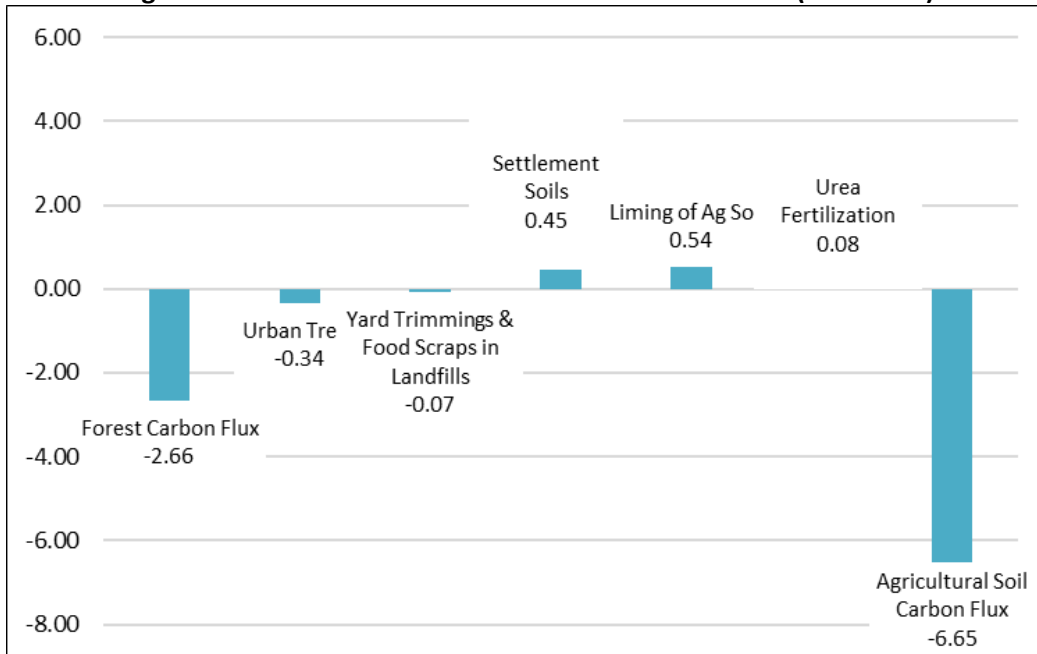 6.00
4.00
2.00
0.00
-2.00
-4.00
-6.00
-8.00
Forest Carbon Flux
-2.66
Urban Tre
-0.34
Yard Trimmings &
Food Scraps in
Landfills
-0.07
Settlement
Soils
0.45
Liming of Ag So
0.54
Urea
Fertilization
0.08
Agricultural Soil
Carbon Flux
-6.65